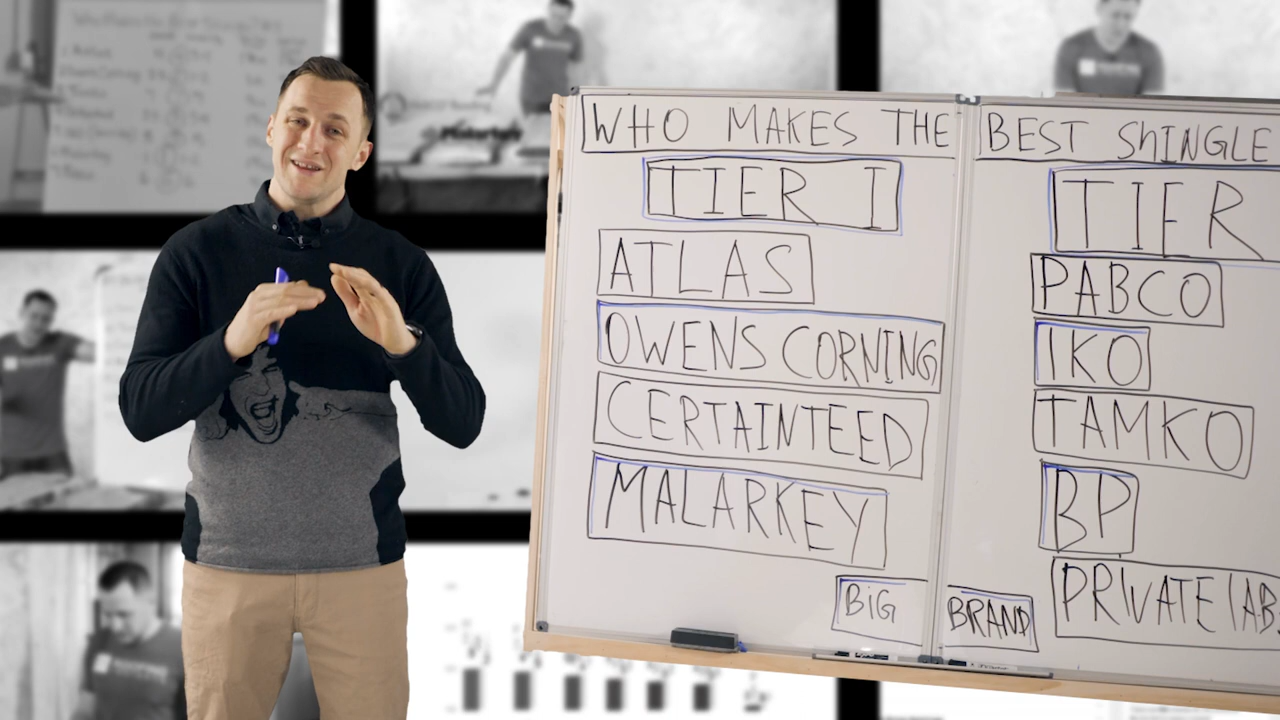 WHO MAKES THE BEST ShINGLE
TIER I
ATLAS
OWENS CORNING
CERTAINTEED
MALARKEY
BiG BRAND
TIER
PABCO
IKO
TAMKO
BP
PRIVATE lAB.